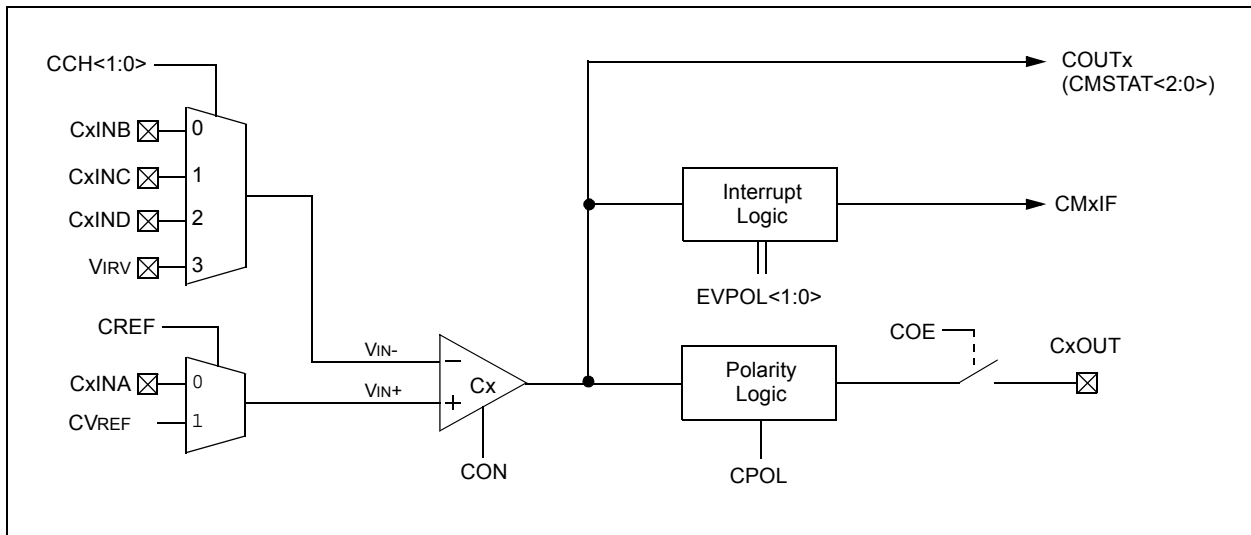 CCH<1:0>
CxINB
0
CxINC
1
CxIND
2
VIRV
3
CREF
CxINA
0
CVREF
1
VIN-
VIN+
−
+
Cx
CON
COUTx
(CMSTAT<2:0>)
Interrupt
Logic
CMxIF
EVPOL<1:0>
Polarity
Logic
CPOL
COE
CxOUT